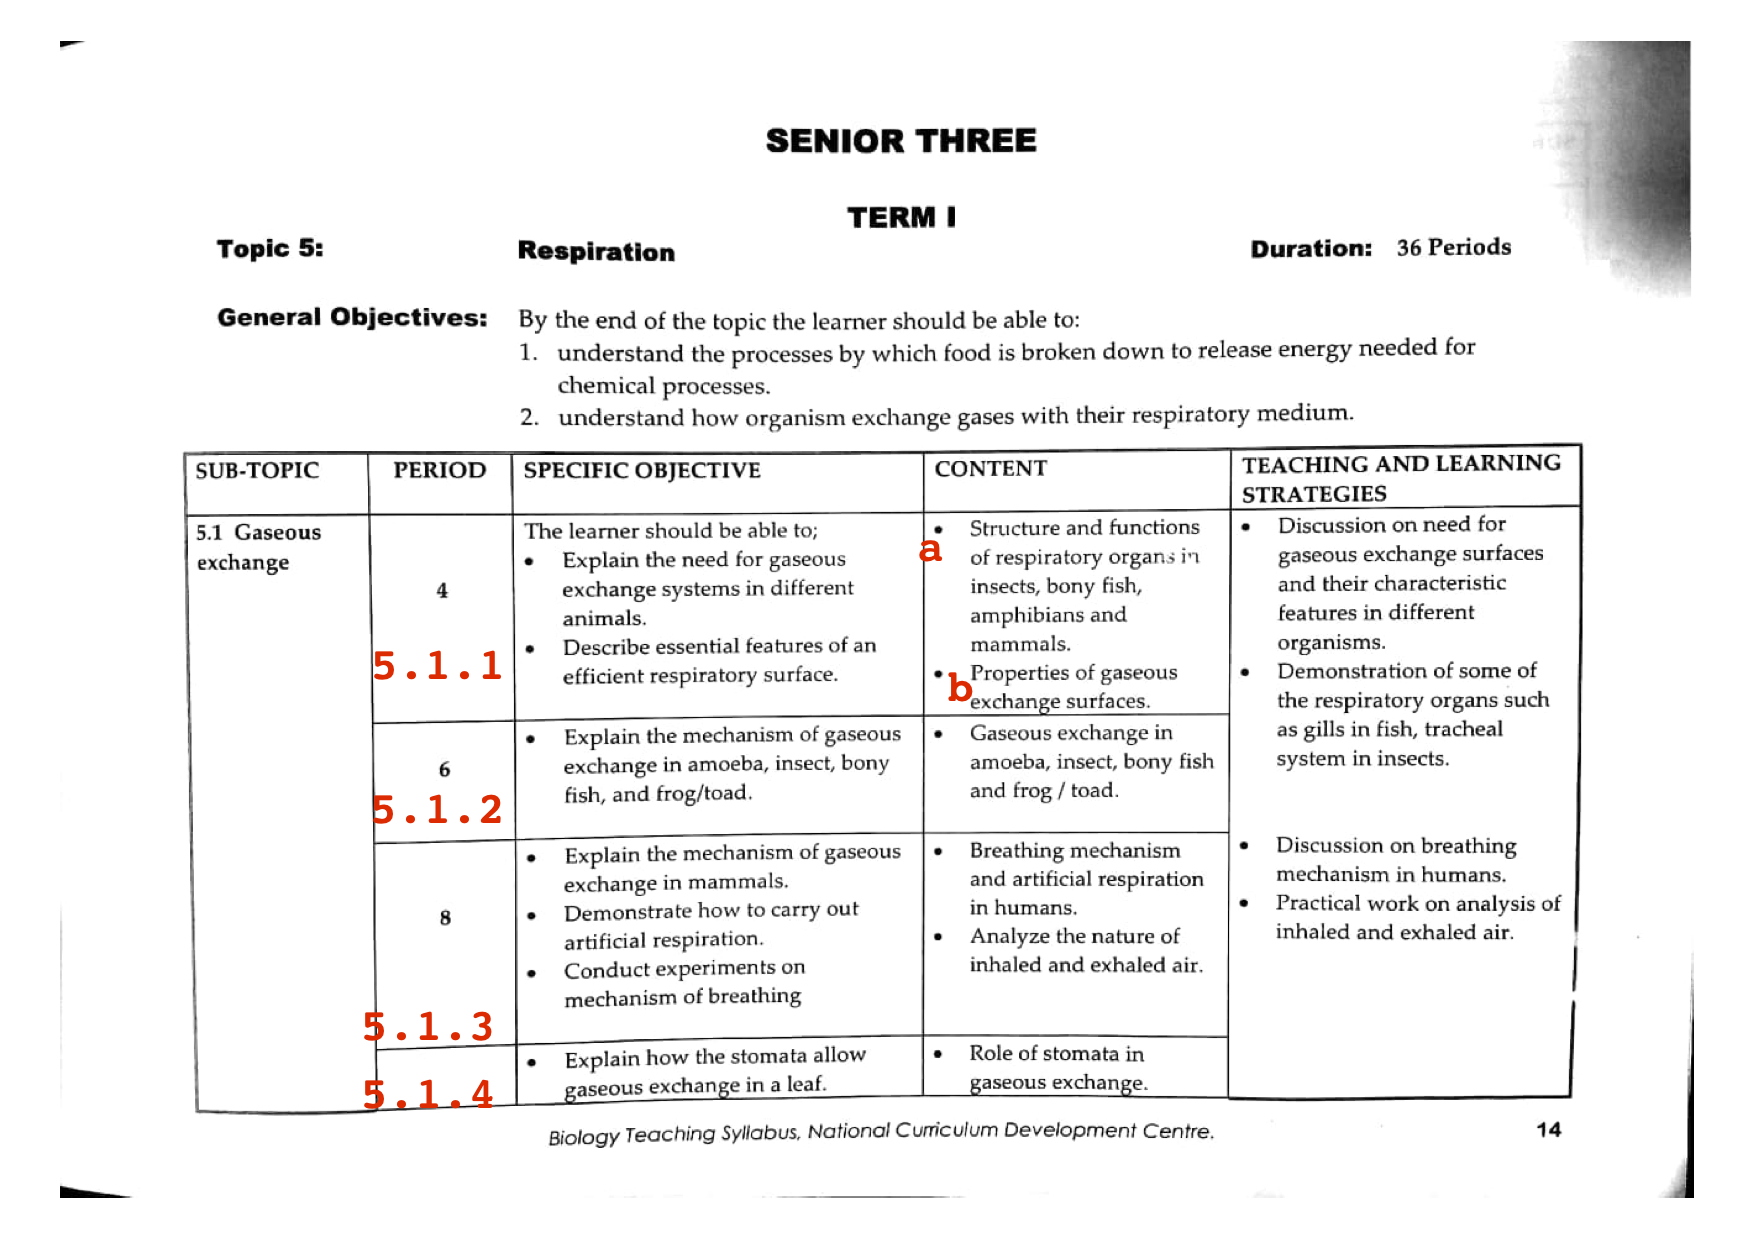 SENIOR THREE
TERM I
Topic 5: Respiration Duration: 36 Periods
General Objectives: By the end of the topic the learner should be able to:
1. understand the processes by which food is broken down to release energy needed for
chemical processes.
2. understand how organism exchange gases with their respiratory medium.
SUB-TOPIC
PERIOD
SPECIFIC OBJECTIVE
CONTENT
TEACHING AND LEARNING
STRATEGIES
5.1 Gaseous
exchange
4
5.1.1
The learner should be able to;
• Explain the need for gaseous
exchange systems in different
animals.
• Describe essential features of an
efficient respiratory surface.
a
• Structure and functions
of respiratory organs in
insects, bony fish,
amphibians and
mammals.
b
• Properties of gaseous
exchange surfaces.
• Discussion on need for
gaseous exchange surfaces
and their characteristic
features in different
organisms.
• Demonstration of some of
the respiratory organs such
as gills in fish, tracheal
system in insects.
6
5.1.2
• Explain the mechanism of gaseous
exchange in amoeba, insect, bony
fish, and frog/toad.
• Gaseous exchange in
amoeba, insect, bony fish
and frog / toad.
8
5.1.3
• Explain the mechanism of gaseous
exchange in mammals.
• Demonstrate how to carry out
artificial respiration.
• Conduct experiments on
mechanism of breathing
• Breathing mechanism
and artificial respiration
in humans.
• Analyze the nature of
inhaled and exhaled air.
• Discussion on breathing
mechanism in humans.
• Practical work on analysis of
inhaled and exhaled air.
5.1.4
• Explain how the stomata allow
gaseous exchange in a leaf.
• Role of stomata in
gaseous exchange.
Biology Teaching Syllabus, National Curriculum Development Centre.
14